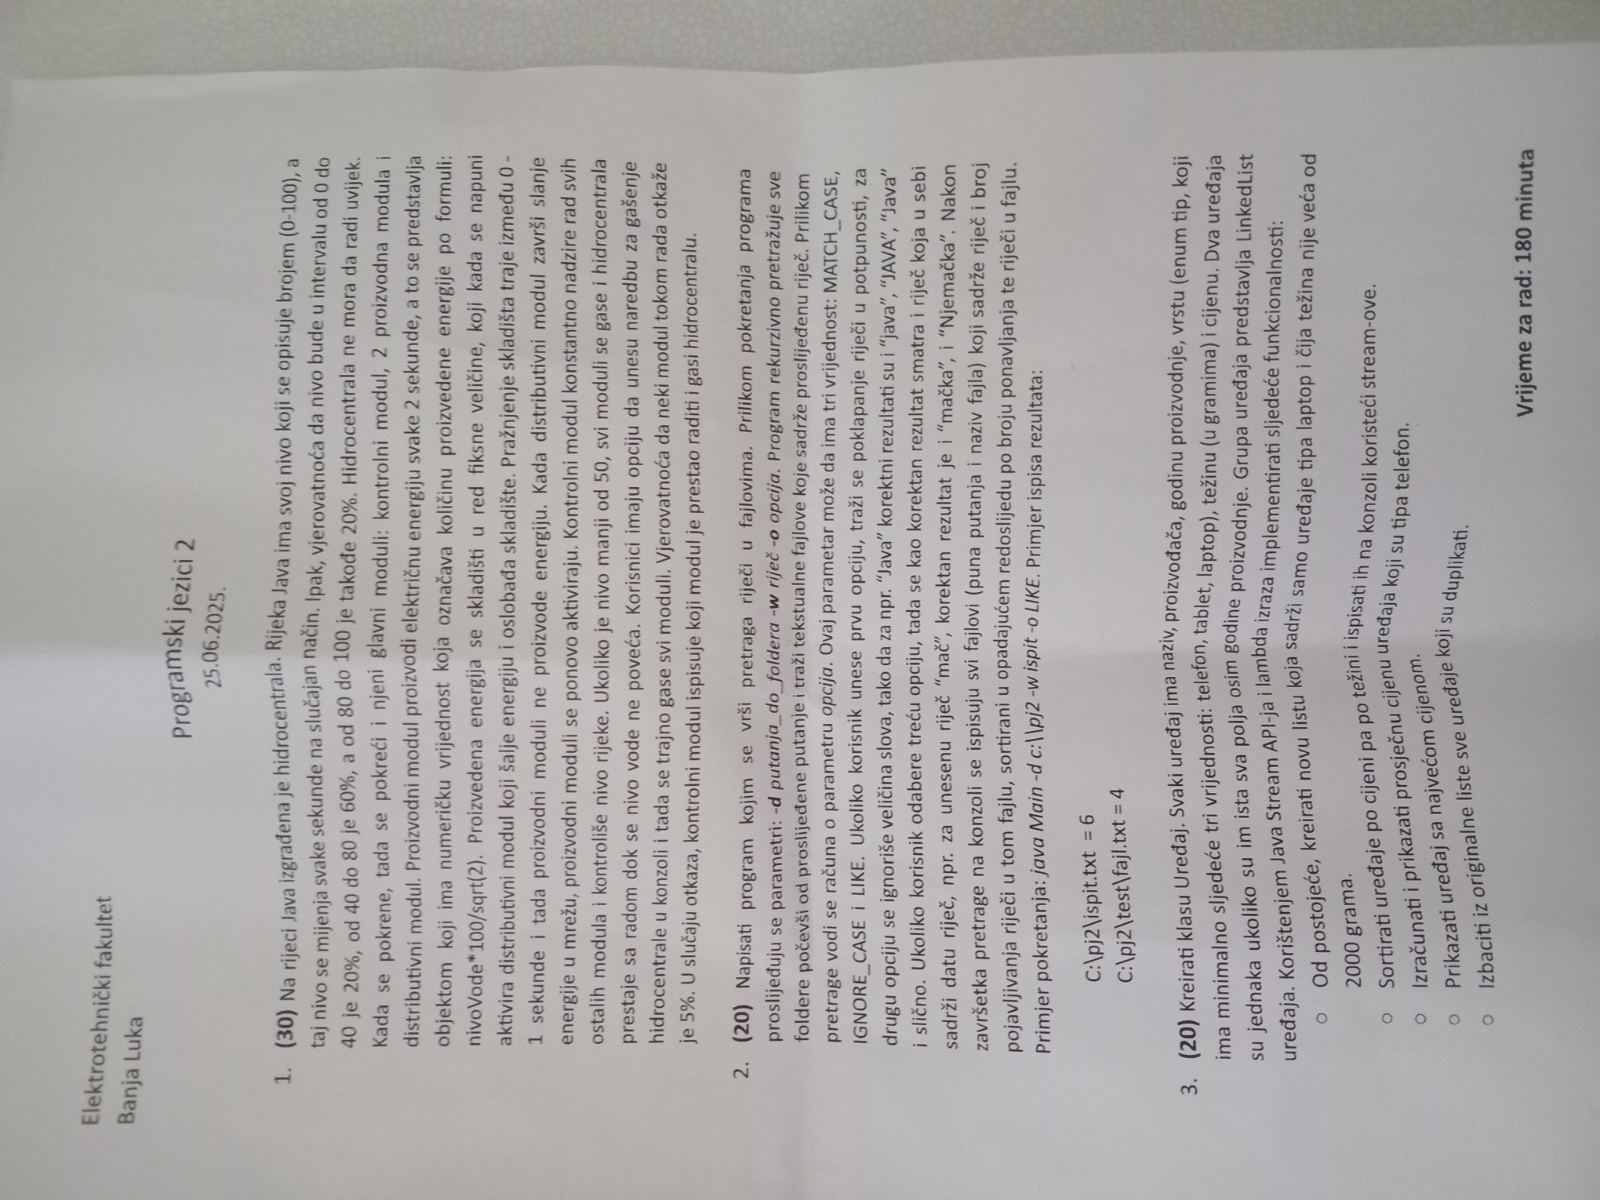 Elektrotehnički fakultet
Banja Luka
Programski jezici 2
25.06.2025.
1. (30) Na rijeci Java izgrađena je hidrocentrala. Rijeka Java ima svoj nivo koji se opisuje brojem (0-100), a
taj nivo se mijenja svake sekunde na slučajan način. Ipak, vjerovatnoća da nivo bude u intervalu od 0 do
40 je 20%, od 40 do 80 je 60%, a od 80 do 100 je takođe 20%. Hidrocentrala ne mora da radi uvijek.
Kada se pokrene, tada se pokreći i njeni glavni moduli: kontrolni modul, 2 proizvodna modula i
distributivni modul. Proizvodni modul proizvodi električnu energiju svake 2 sekunde, a to se predstavlja
objektom koji ima numeričku vrijednost koja označava količinu proizvedene energije po formuli:
nivoVode*100/sqrt(2). Proizvedena energija se skladišti u red fiksne veličine, koji kada se napuni
aktivira distributivni modul koji šalje energiju i oslobađa skladište. Pražnjenje skladišta traje između 0 -
1 sekunde i tada proizvodni moduli ne proizvode energiju. Kada distributivni modul završi slanje
energije u mrežu, proizvodni moduli se ponovo aktiviraju. Kontrolni modul konstantno nadzire rad svih
ostalih modula i kontroliše nivo rijeke. Ukoliko je nivo manji od 50, svi moduli se gase i hidrocentrala
prestaje sa radom dok se nivo vode ne poveća. Korisnici imaju opciju da unesu naredbu za gašenje
hidrocentrale u konzoli i tada se trajno gase svi moduli. Vjerovatnoća da neki modul tokom rada otkaže
je 5%. U slučaju otkaza, kontrolni modul ispisuje koji modul je prestao raditi i gasi hidrocentralu.
2. (20) Napisati program kojim se vrši pretraga riječi u fajlovima. Prilikom pokretanja programa
prosljeđuju se parametri: -d putanja_do_foldera -w riječ -o opcija. Program rekurzivno pretražuje sve
foldere počevši od proslijeđene putanje i traži tekstualne fajlove koje sadrže proslijeđenu riječ. Prilikom
pretrage vodi se računa o parametru opcija. Ovaj parametar može da ima tri vrijednost: MATCH_CASE,
IGNORE_CASE i LIKE. Ukoliko korisnik unese prvu opciju, traži se poklapanje riječi u potpunosti, za
drugu opciju se ignoriše veličina slova, tako da za npr. "Java" korektni rezultati su i "java", "JAVA", "Java"
i slično. Ukoliko korisnik odabere treću opciju, tada se kao korektan rezultat smatra i riječ koja u sebi
sadrži datu riječ, npr. za unesenu riječ "mač", korektan rezultat je i "mačka", i "Njemačka". Nakon
završetka pretrage na konzoli se ispisuju svi fajlovi (puna putanja i naziv fajla) koji sadrže riječ i broj
pojavljivanja riječi u tom fajlu, sortirani u opadajućem redoslijedu po broju ponavljanja te riječi u fajlu.
Primjer pokretanja: java Main -d c:\\pj2 -w ispit -o LIKE. Primjer ispisa rezultata:
C:\pj2\ispit.txt = 6
C:\pj2\test\fajl.txt = 4
3. (20) Kreirati klasu Uređaj. Svaki uređaj ima naziv, proizvođača, godinu proizvodnje, vrstu (enum tip, koji
ima minimalno sljedeće tri vrijednosti: telefon, tablet, laptop), težinu (u gramima) i cijenu. Dva uređaja
su jednaka ukoliko su im ista sva polja osim godine proizvodnje. Grupa uređaja predstavlja LinkedList
uređaja. Korištenjem Java Stream API-ja i lambda izraza implementirati sljedeće funkcionalnosti:
○ Od postojeće, kreirati novu listu koja sadrži samo uređaje tipa laptop i čija težina nije veća od
2000 grama.
○ Sortirati uređaje po cijeni pa po težini i ispisati ih na konzoli koristeći stream-ove.
○ Izračunati i prikazati prosječnu cijenu uređaja koji su tipa telefon.
○ Prikazati uređaj sa najvećom cijenom.
○ Izbaciti iz originalne liste sve uređaje koji su duplikati.
Vrijeme za rad: 180 minuta